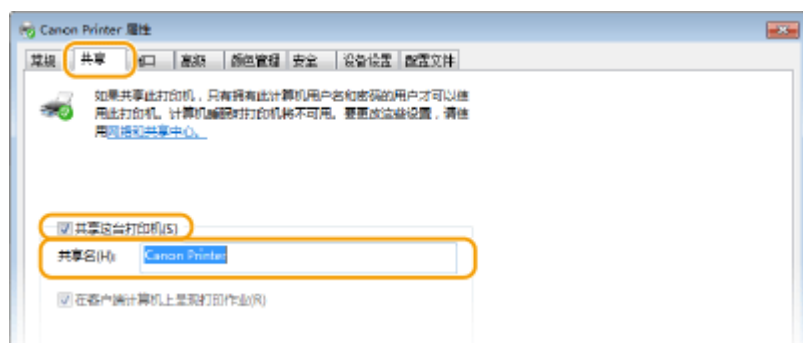 Canon Printer 属性
常规 共享 端口 高级 颜色管理 安全 设备设置 配置文件
如果共享此打印机，只有拥有此计算机用户名和密码的用户才可以使
用此打印机。计算机睡眠时打印机将不可用。要更改这些设置，请使
用网络和共享中心。
共享这台打印机(S)
共享名(H): Canon Printer
在客户端计算机上呈现打印作业(R)